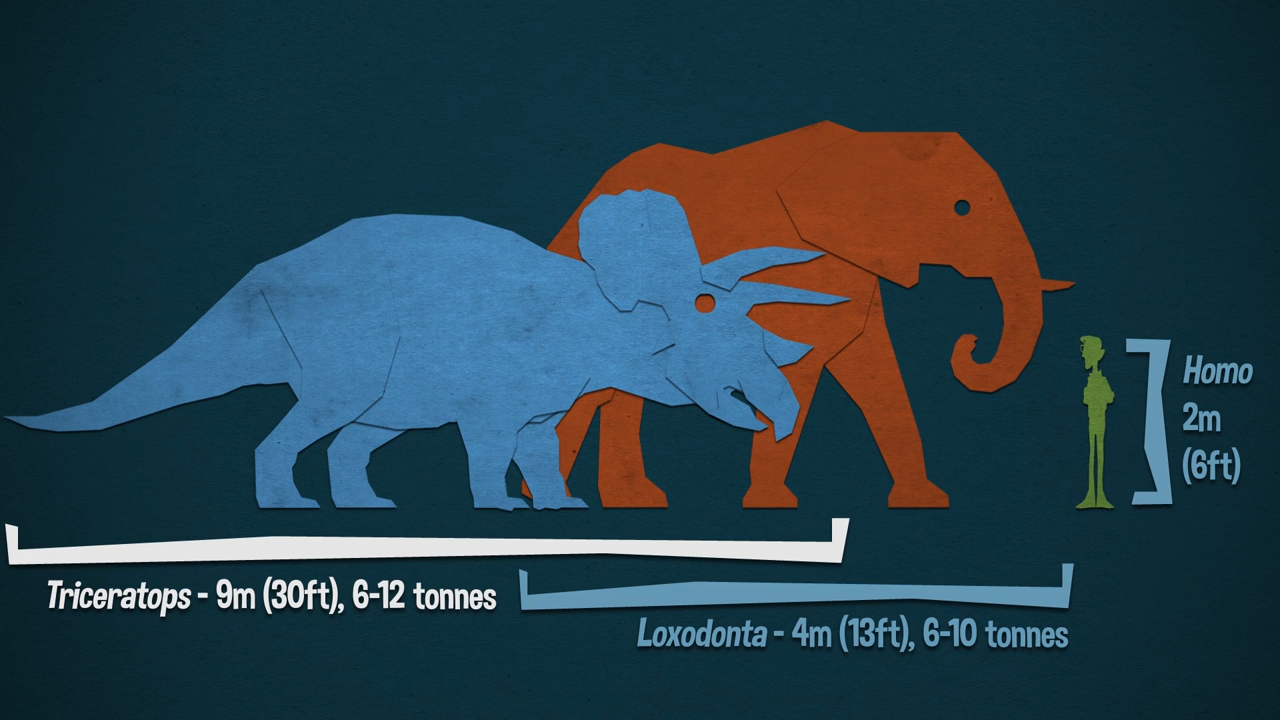 Homo
2m
(6ft)
Triceratops - 9m (30ft), 6-12 tonnes
Loxodonta - 4m (13ft), 6-10 tonnes